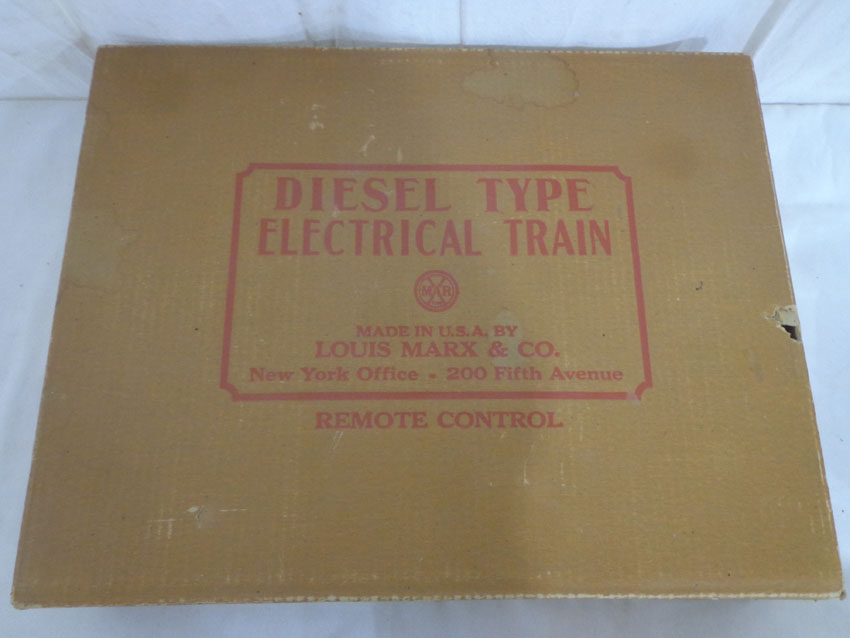 DIESEL TYPE
ELECTRICAL TRAIN
MAR
MADE IN U.S.A. BY
LOUIS MARX & CO.
New York Office - 200 Fifth Avenue
REMOTE CONTROL